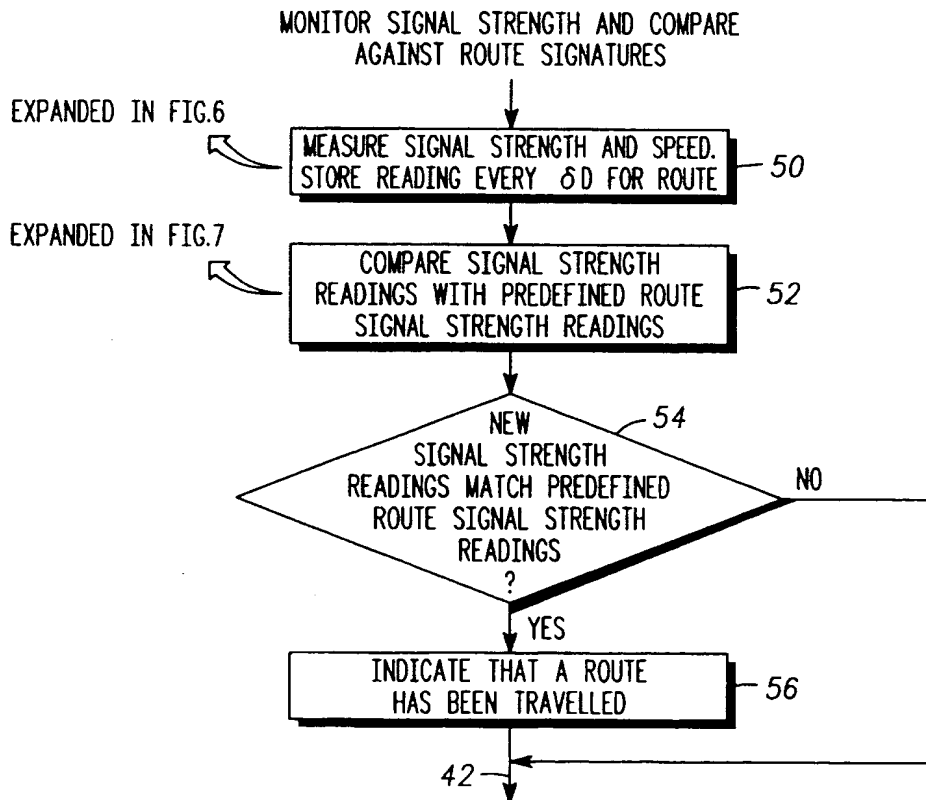 MONITOR SIGNAL STRENGTH AND COMPARE
AGAINST ROUTE SIGNATURES
EXPANDED IN FIG.6
MEASURE SIGNAL STRENGTH AND SPEED.
STORE READING EVERY δD FOR ROUTE
50
EXPANDED IN FIG.7
COMPARE SIGNAL STRENGTH
READINGS WITH PREDEFINED ROUTE
SIGNAL STRENGTH READINGS
52
54
NEW
SIGNAL STRENGTH
READINGS MATCH PREDEFINED
ROUTE SIGNAL STRENGTH
READINGS
?
NO
YES
INDICATE THAT A ROUTE
HAS BEEN TRAVELLED
56
42